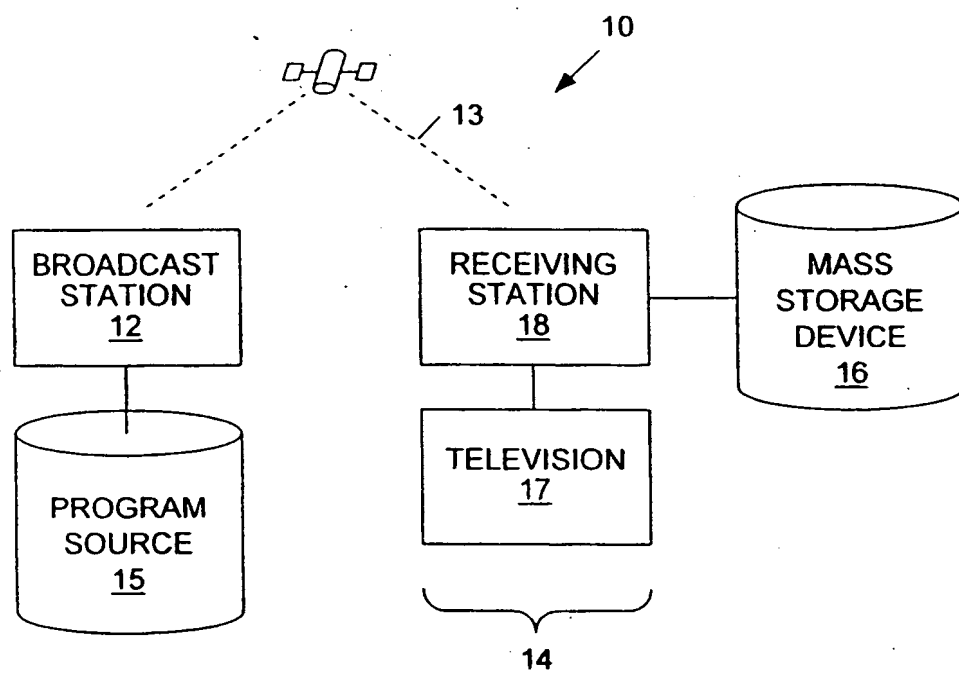 10
13
BROADCAST
STATION
12
RECEIVING
STATION
18
MASS
STORAGE
DEVICE
16
PROGRAM
SOURCE
15
TELEVISION
17
14